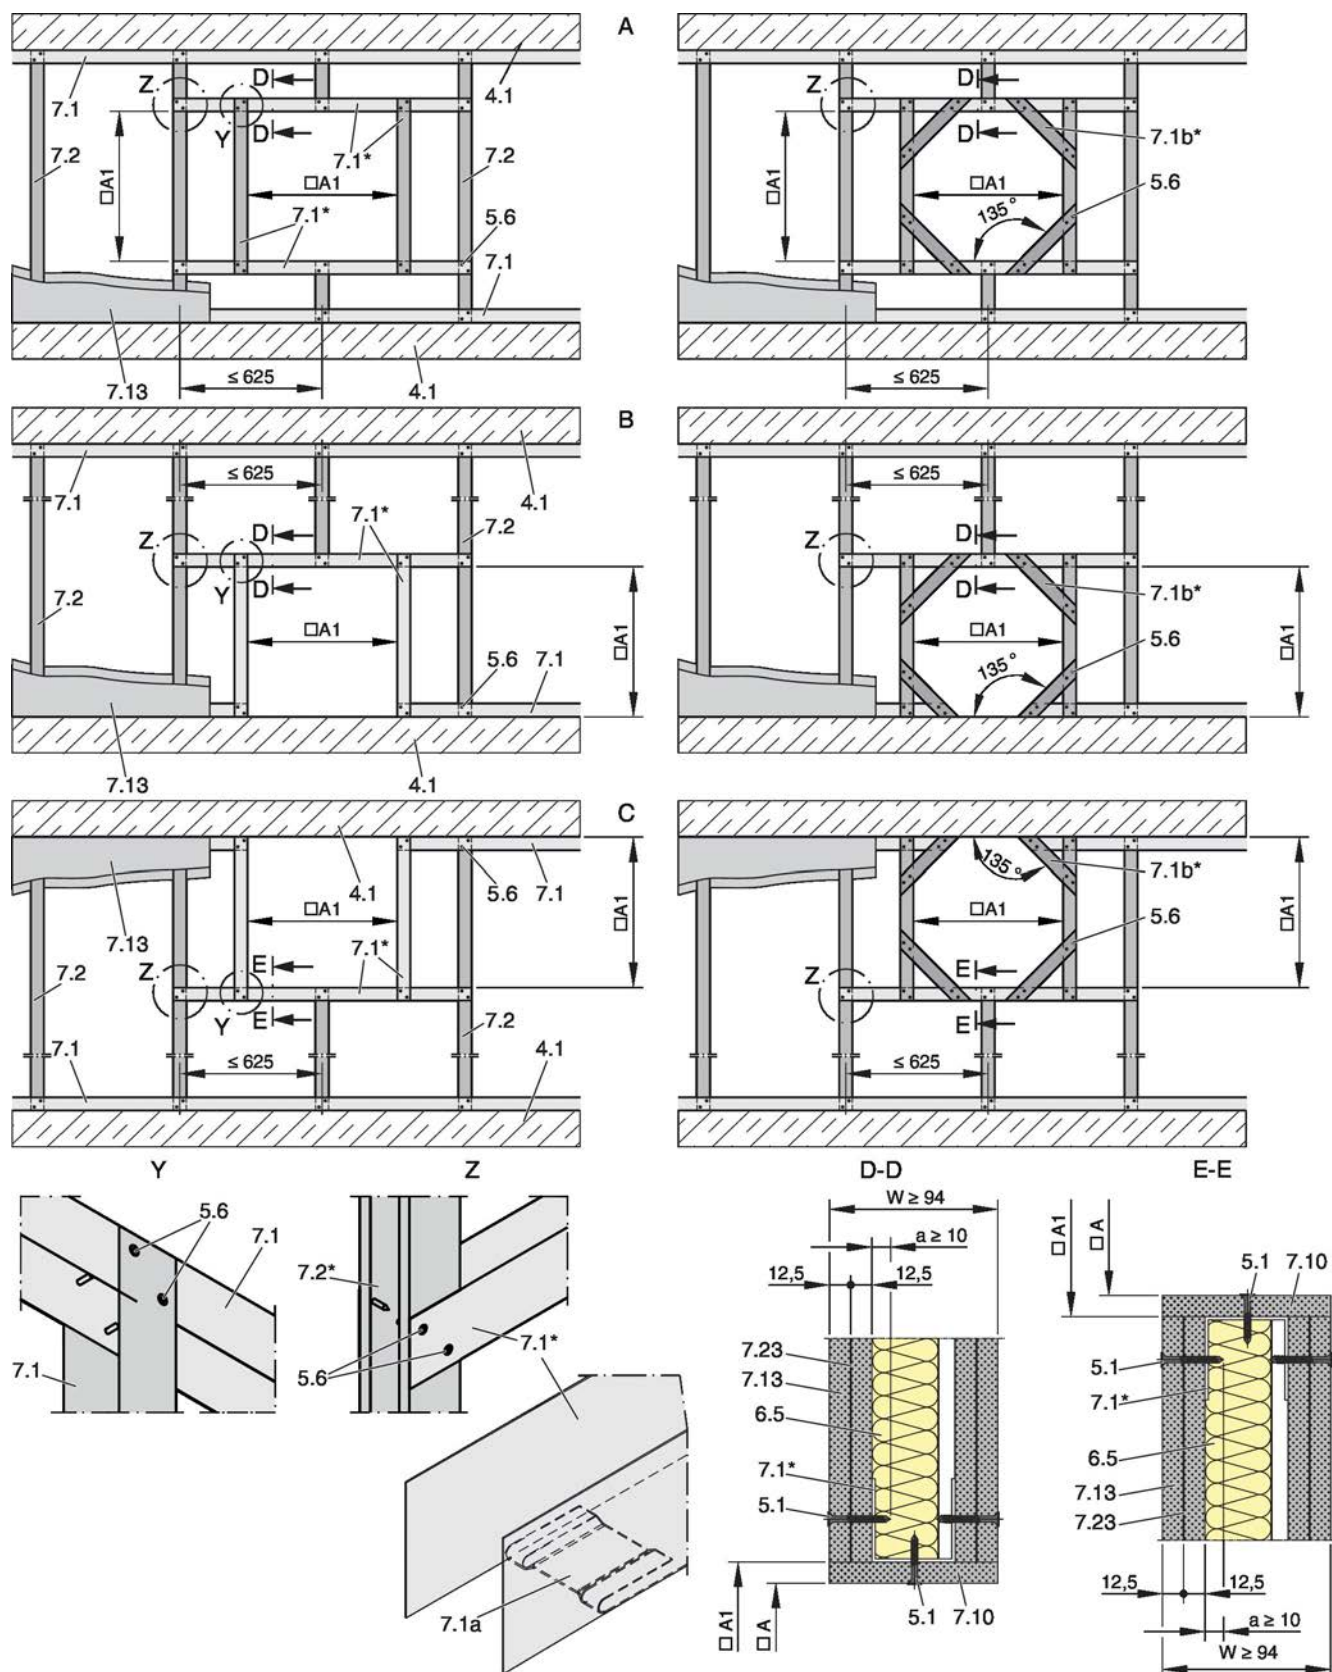 A
Z
D
D
Y
7.1
7.2
□A1
7.1*
□A1
7.1*
4.1
7.2
5.6
7.1
7.13
≤ 625
4.1
Z
D
D
□A1
□A1
135°
7.1b*
5.6
≤ 625
B
≤ 625
7.1
Z
D
D
Y
7.1*
4.1
7.2
7.2
□A1
5.6
7.1
□A1
7.13
4.1
≤ 625
Z
D
D
□A1
135°
7.1b*
5.6
□A1
C
7.13
4.1
5.6
7.1
□A1
□A1
7.2
Z
Y
E
E
7.1*
7.2
7.1
≤ 625
4.1
135°
7.1b*
□A1
5.6
□A1
Z
E
E
≤ 625
Y
5.6
7.1
7.1
Z
7.2*
5.6
7.1*
7.1a
D-D
W ≥ 94
a ≥ 10
12,5
12,5
7.23
7.13
6.5
7.1*
5.1
□A1
□A
5.1
7.10
E-E
□A1
□A
5.1
7.10
5.1
7.1*
6.5
7.13
7.23
12,5
12,5
a ≥ 10
W ≥ 94